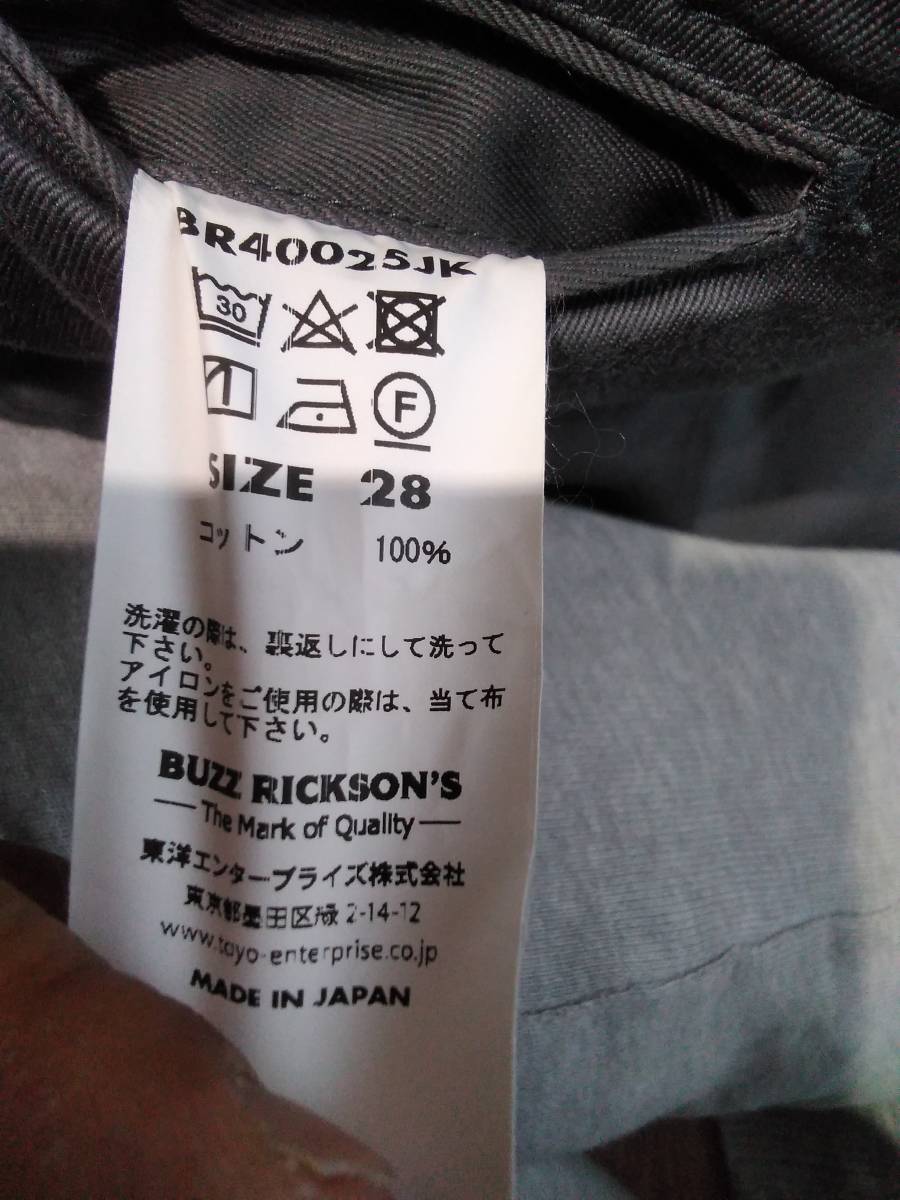 BR40025JK
30
F
SIZE 28
コットン 100%
洗濯の際は、裏返しにして洗って
下さい。
アイロンをご使用の際は、当て布
を使用して下さい。
BUZZ RICKSON'S
The Mark of Quality
東洋エンタープライズ株式会社
東京都墨田区緑 2-14-12
www.toyo-enterprise.co.jp
MADE IN JAPAN